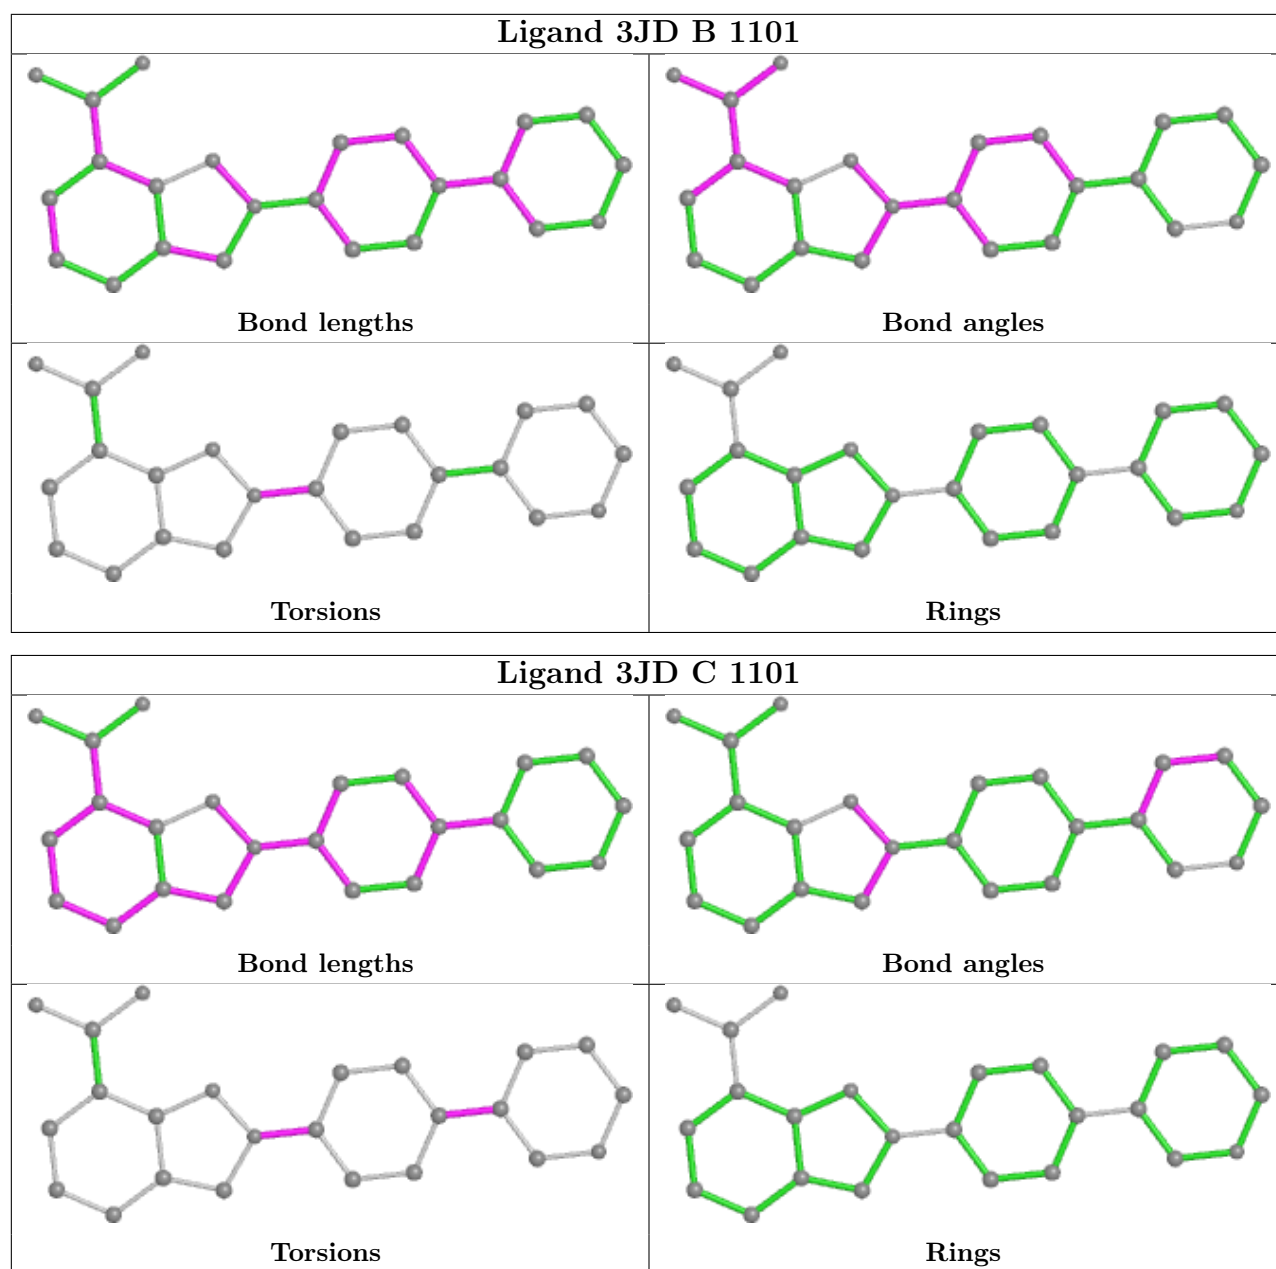 Ligand 3JD B 1101
Bond lengths
Bond angles
Torsions
Rings
Ligand 3JD C 1101
Bond lengths
Bond angles
Torsions
Rings